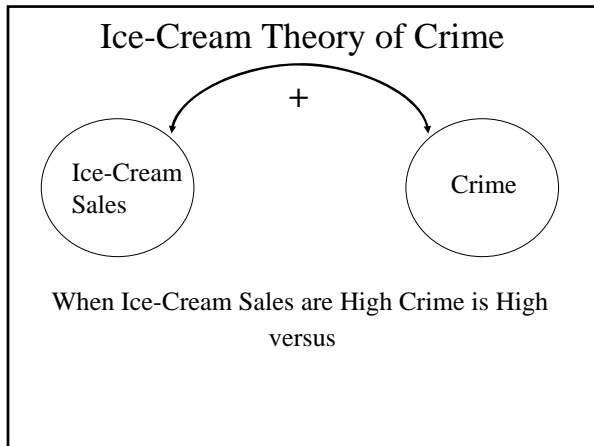 Ice-Cream Theory of Crime
+
Ice-Cream
Sales
Crime
When Ice-Cream Sales are High Crime is High
versus